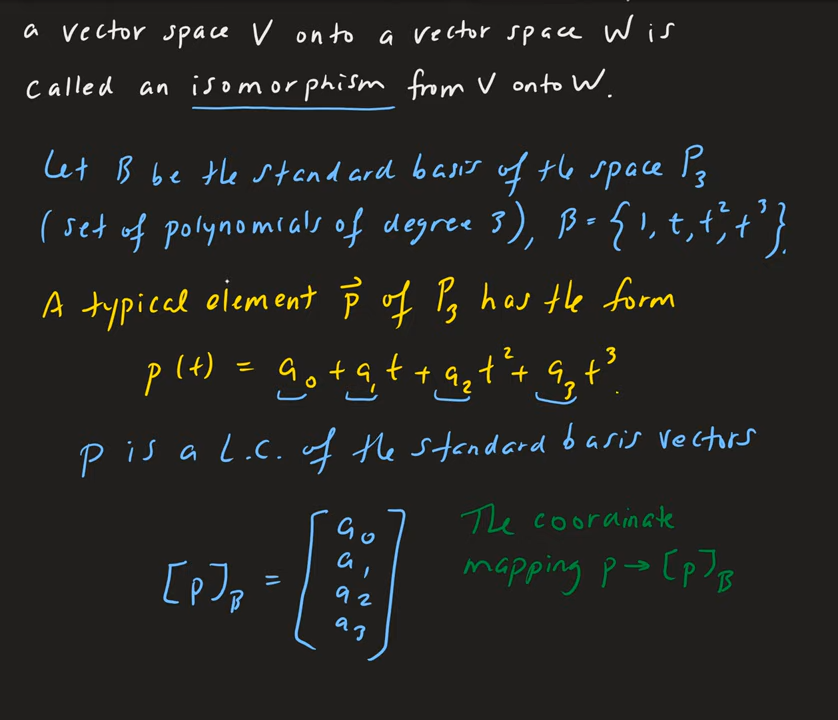 a vector space V onto a vector space W is
called an isomorphism from V onto W.
Let B be the standard basis of the space P₃
(set of polynomials of degree 3), B = {1, t, t², t³}.
A typical element p⃗ of P₃ has the form
p(t) = a₀ + a₁t + a₂t² + a₃t³.
p is a L.C. of the standard basis vectors
[p]_B = [a₀
a₁
a₂
a₃]
The coordinate
mapping p → [p]_B